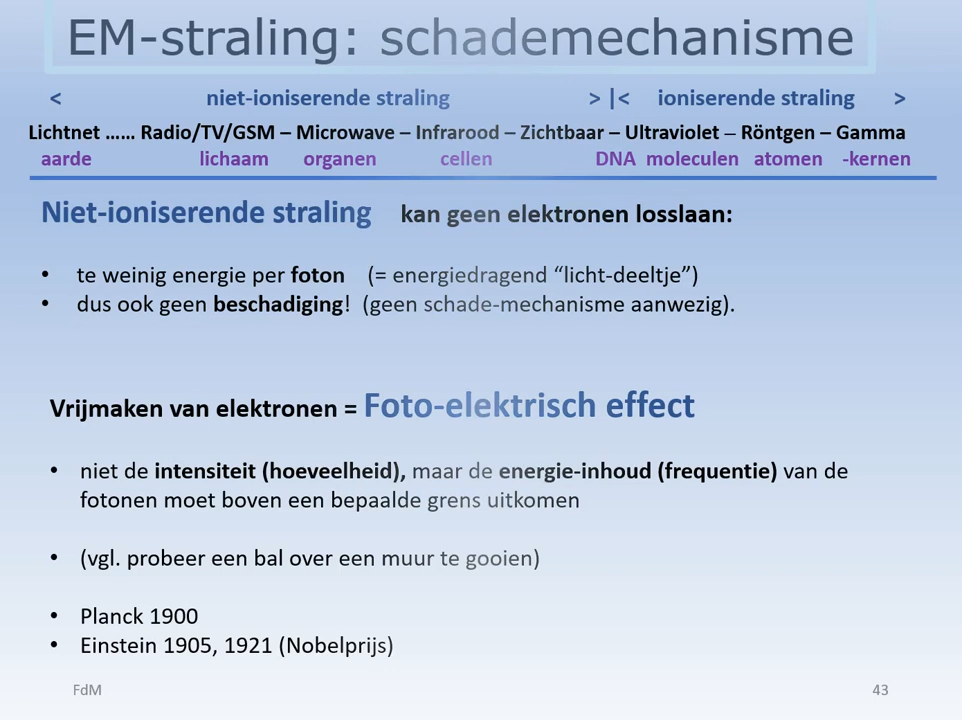 EM-straling: schademechanisme
< niet-ioniserende straling > |< ioniserende straling >
Lichtnet …… Radio/TV/GSM – Microwave – Infrarood – Zichtbaar – Ultraviolet – Röntgen – Gamma
aarde lichaam organen cellen DNA moleculen atomen -kernen
Niet-ioniserende straling kan geen elektronen losslaan:
• te weinig energie per foton (= energiedragend “licht-deeltje”)
• dus ook geen beschadiging! (geen schade-mechanisme aanwezig).
Vrijmaken van elektronen = Foto-elektrisch effect
• niet de intensiteit (hoeveelheid), maar de energie-inhoud (frequentie) van de
fotonen moet boven een bepaalde grens uitkomen
• (vgl. probeer een bal over een muur te gooien)
• Planck 1900
• Einstein 1905, 1921 (Nobelprijs)
FdM 43